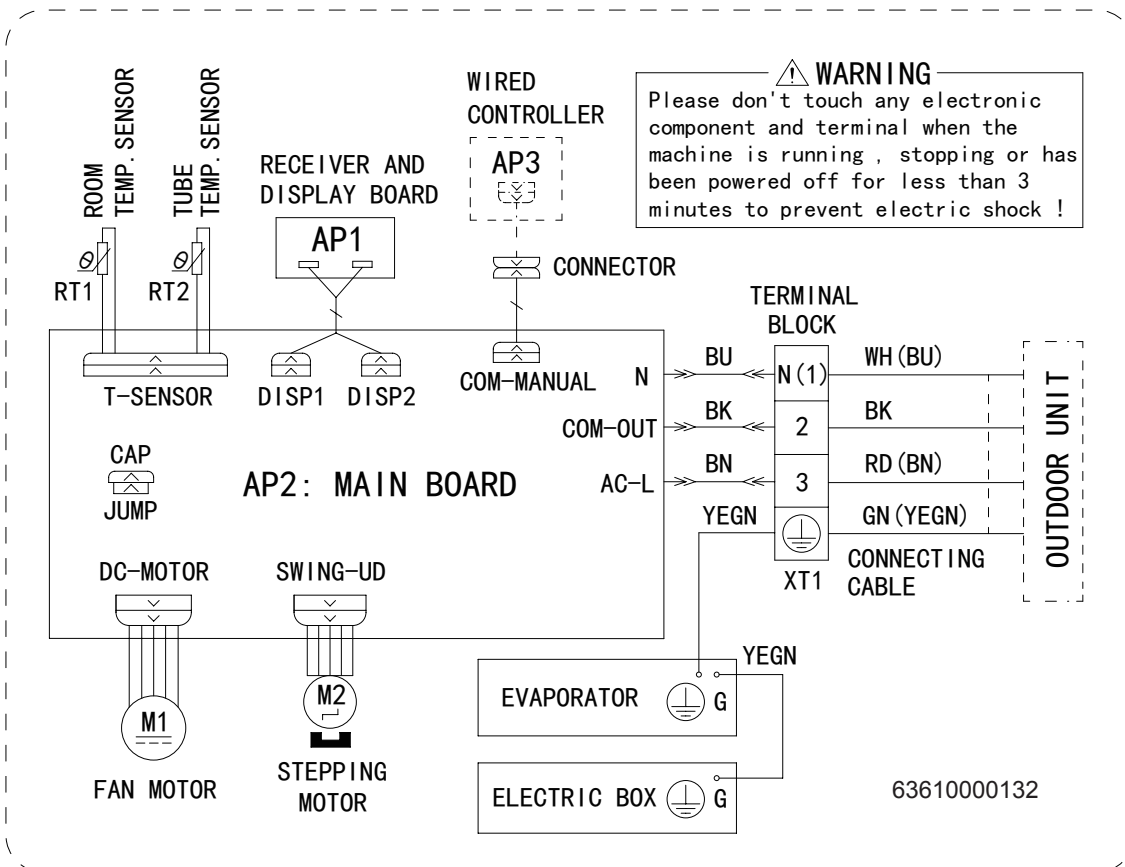 WARNING
Please don't touch any electronic
component and terminal when the
machine is running , stopping or has
been powered off for less than 3
minutes to prevent electric shock !
ROOM
TEMP. SENSOR
TUBE
TEMP. SENSOR
RT1
RT2
RECEIVER AND
DISPLAY BOARD
AP1
WIRED
CONTROLLER
AP3
CONNECTOR
T-SENSOR
DISP1
DISP2
COM-MANUAL
CAP
JUMP
AP2: MAIN BOARD
N
COM-OUT
AC-L
BU
BK
BN
YEGN
TERMINAL
BLOCK
N(1)
2
3
XT1
WH(BU)
BK
RD(BN)
GN(YEGN)
CONNECTING
CABLE
OUTDOOR UNIT
DC-MOTOR
SWING-UD
M1
FAN MOTOR
M2
STEPPING
MOTOR
YEGN
EVAPORATOR
G
ELECTRIC BOX
G
63610000132